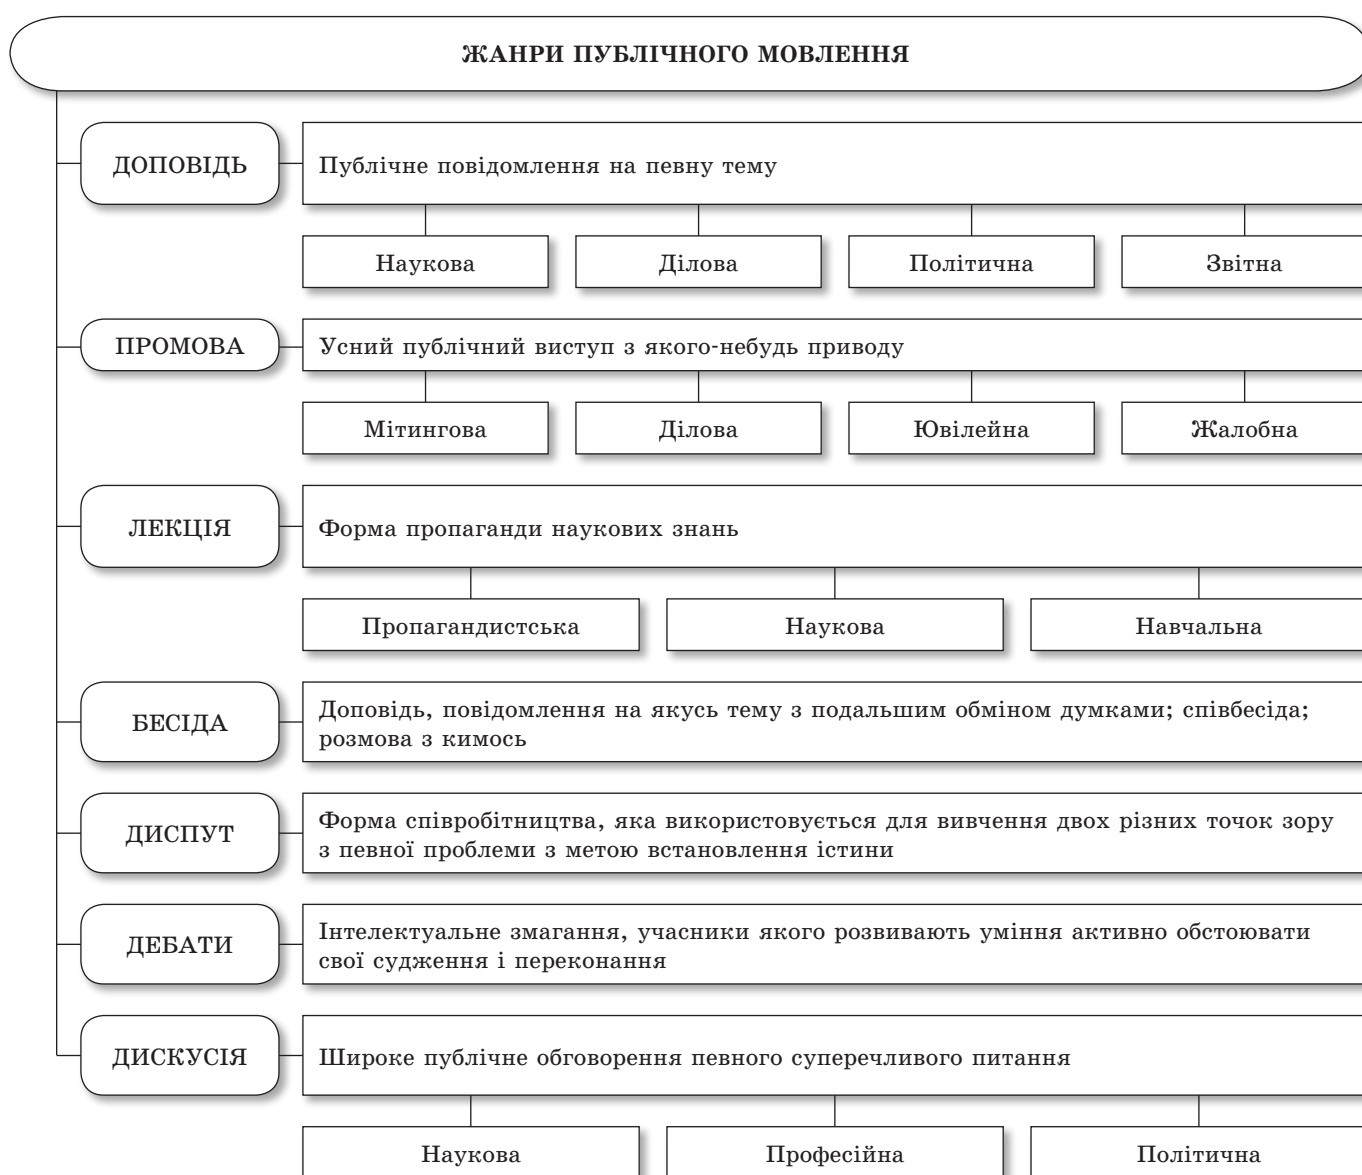 ЖАНРИ ПУБЛІЧНОГО МОВЛЕННЯ
ДОПОВІДЬ
Публічне повідомлення на певну тему
Наукова
Ділова
Політична
Звітна
ПРОМОВА
Усний публічний виступ з якого-небудь приводу
Мітингова
Ділова
Ювілейна
Жалобна
ЛЕКЦІЯ
Форма пропаганди наукових знань
Пропагандистська
Наукова
Навчальна
БЕСІДА
Доповідь, повідомлення на якусь тему з подальшим обміном думками; співбесіда;
розмова з кимось
ДИСПУТ
Форма співробітництва, яка використовується для вивчення двох різних точок зору
з певної проблеми з метою встановлення істини
ДЕБАТИ
Інтелектуальне змагання, учасники якого розвивають уміння активно обстоювати
свої судження і переконання
ДИСКУСІЯ
Широке публічне обговорення певного суперечливого питання
Наукова
Професійна
Політична